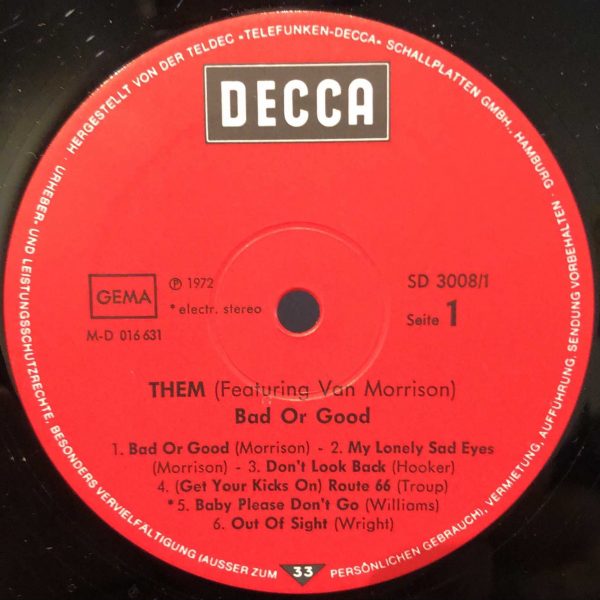 · HERGESTELLT VON DER TELDEC »TELEFUNKEN-DECCA« SCHALLPLATTEN GMBH., HAMBURG ·
URHEBER- UND LEISTUNGSSCHUTZRECHTE, BESONDERS VERVIELFÄLTIGUNG (AUSSER ZUM PERSÖNLICHEN GEBRAUCH), VERMIETUNG, AUFFÜHRUNG, SENDUNG VORBEHALTEN
DECCA
GEMA
℗ 1972
*electr. stereo
M-D 016 631
SD 3008/1
Seite 1
THEM (Featuring Van Morrison)
Bad Or Good
1. Bad Or Good (Morrison) - 2. My Lonely Sad Eyes
(Morrison) - 3. Don't Look Back (Hooker)
4. (Get Your Kicks On) Route 66 (Troup)
*5. Baby Please Don't Go (Williams)
6. Out Of Sight (Wright)
33